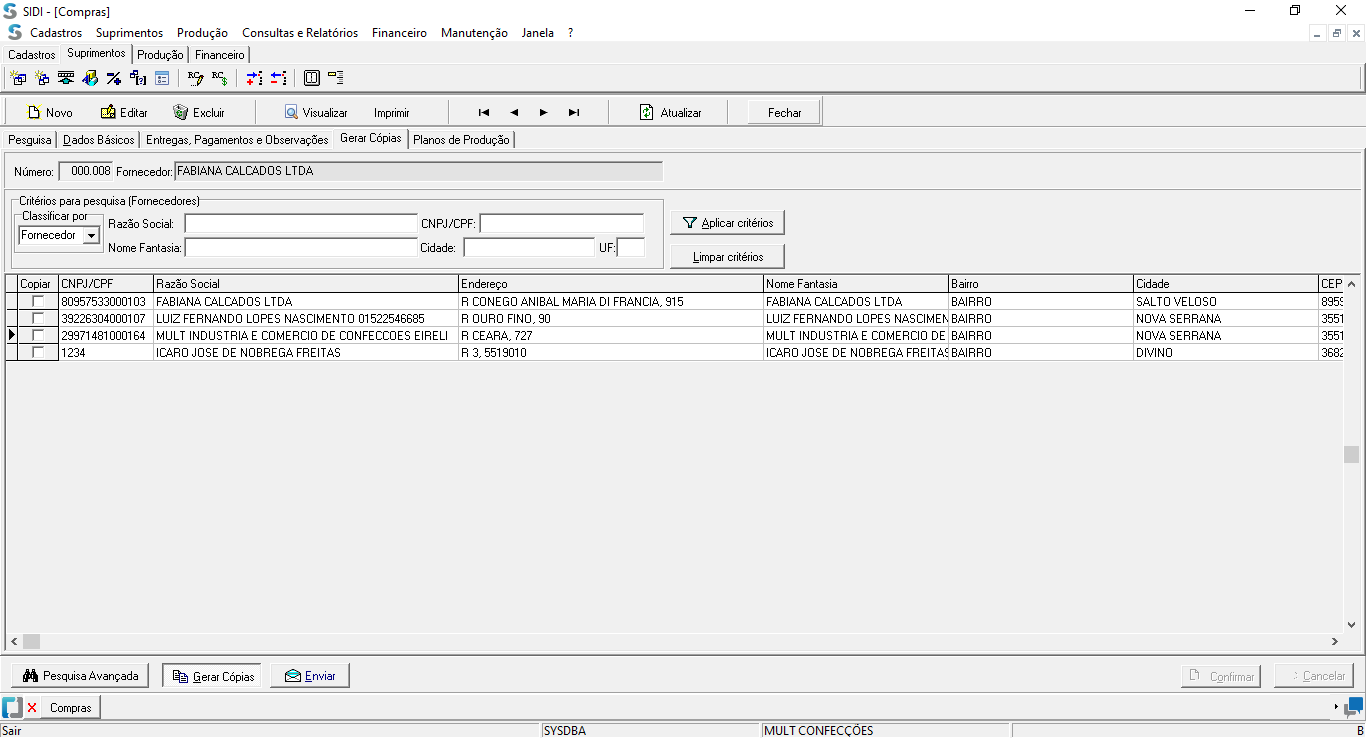 SIDI - [Compras]
Cadastros Suprimentos Produção Consultas e Relatórios Financeiro Manutenção Janela ?
Cadastros Suprimentos Produção Financeiro
Novo Editar Excluir Visualizar Imprimir Atualizar Fechar
Pesquisa Dados Básicos Entregas, Pagamentos e Observações Gerar Cópias Planos de Produção
Número: 000.008 Fornecedor: FABIANA CALCADOS LTDA
Critérios para pesquisa (Fornecedores)
Classificar por
Fornecedor
Razão Social: CNPJ/CPF: Aplicar critérios
Nome Fantasia: Cidade: UF: Limpar critérios
Copiar CNPJ/CPF Razão Social Endereço Nome Fantasia Bairro Cidade CEP
80957533000103 FABIANA CALCADOS LTDA R CONEGO ANIBAL MARIA DI FRANCIA, 915 FABIANA CALCADOS LTDA BAIRRO SALTO VELOSO 8959
39226304000107 LUIZ FERNANDO LOPES NASCIMENTO 01522546685 R OURO FINO, 90 LUIZ FERNANDO LOPES NASCIMEN BAIRRO NOVA SERRANA 3551
29971481000164 MULT INDUSTRIA E COMERCIO DE CONFECCOES EIRELI R CEARA, 727 MULT INDUSTRIA E COMERCIO DE BAIRRO NOVA SERRANA 3551
1234 ICARO JOSE DE NOBREGA FREITAS R 3, 5519010 ICARO JOSE DE NOBREGA FREITAS BAIRRO DIVINO 3682
Pesquisa Avançada Gerar Cópias Enviar Confirmar Cancelar
Compras
Sair SYSDBA MULT CONFECÇÕES B